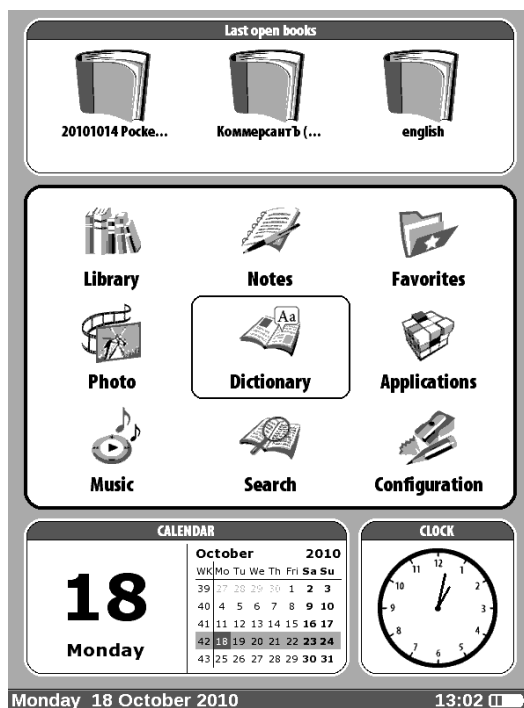 Last open books
20101014 Pocke...
КоммерсантЪ (...
english
Library
Notes
Favorites
Aa
Photo
Dictionary
Applications
Music
Search
Configuration
CALENDAR
18
Monday
October 2010
WK Mo Tu We Th Fri Sa Su
39 27 28 29 30 1 2 3
40 4 5 6 7 8 9 10
41 11 12 13 14 15 16 17
42 18 19 20 21 22 23 24
43 25 26 27 28 29 30 31
CLOCK
12
11 1
10 2
9 3
8 4
7 5
6
Monday 18 October 2010 13:02